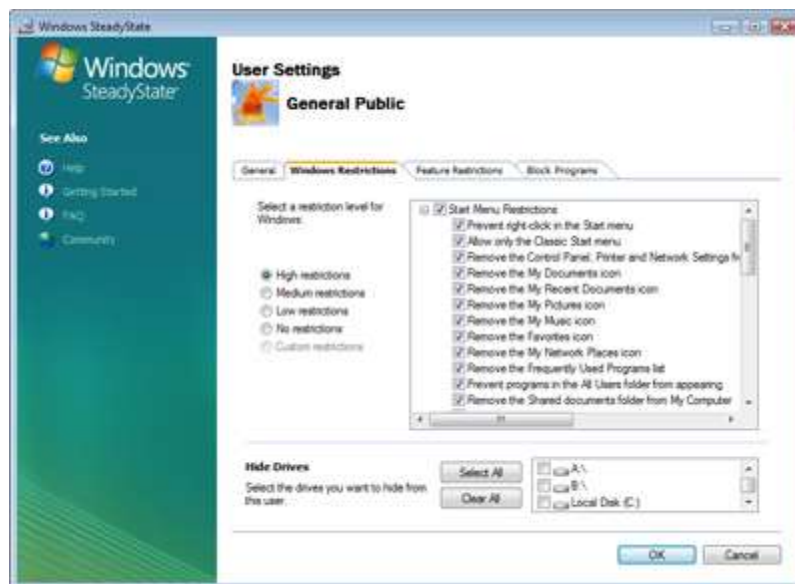 Windows SteadyState
Windows
SteadyState
See Also
Help
Getting Started
FAQ
Community
User Settings
General Public
General
Windows Restrictions
Feature Restrictions
Block Programs
Select a restriction level for
Windows:
High restrictions
Medium restrictions
Low restrictions
No restrictions
Custom restrictions
Start Menu Restrictions
Prevent right-click in the Start menu
Allow only the Classic Start menu
Remove the Control Panel, Printer and Network Settings fr
Remove the My Documents icon
Remove the My Recent Documents icon
Remove the My Pictures icon
Remove the My Music icon
Remove the Favorites icon
Remove the My Network Places icon
Remove the Frequently Used Programs list
Prevent programs in the All Users folder from appearing
Remove the Shared documents folder from My Computer
Hide Drives
Select the drives you want to hide from
this user.
Select All
Clear All
A:\
B:\
Local Disk (C:)
OK
Cancel